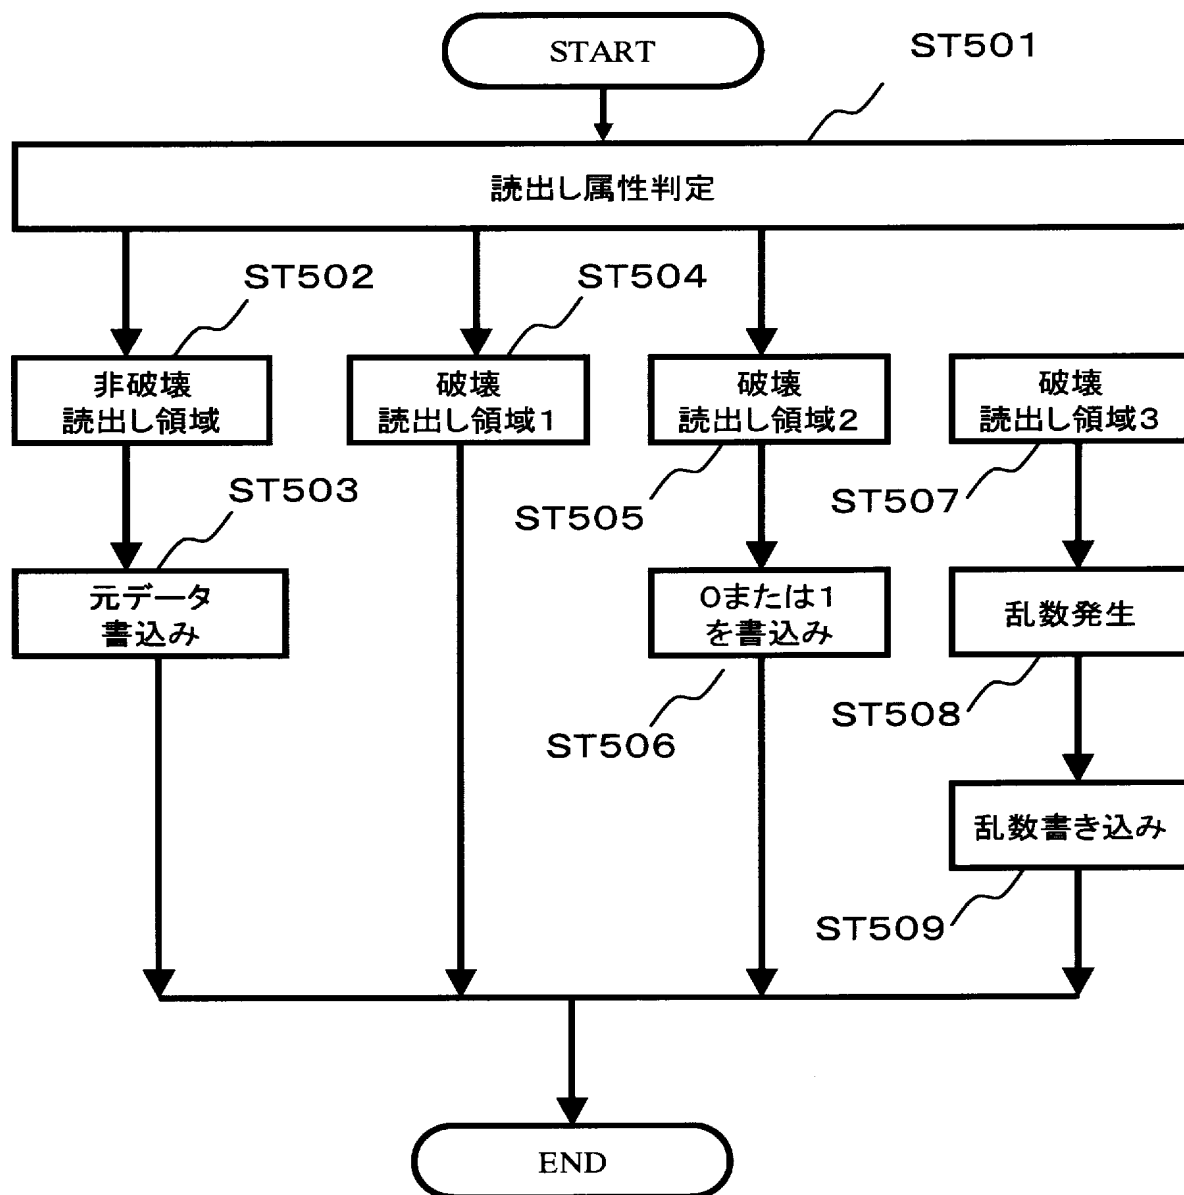 START
ST501
読出し属性判定
ST502
ST504
非破壊
読出し領域
破壊
読出し領域1
破壊
読出し領域2
破壊
読出し領域3
ST503
ST505
ST507
元データ
書込み
0または1
を書込み
乱数発生
ST506
ST508
乱数書き込み
ST509
END